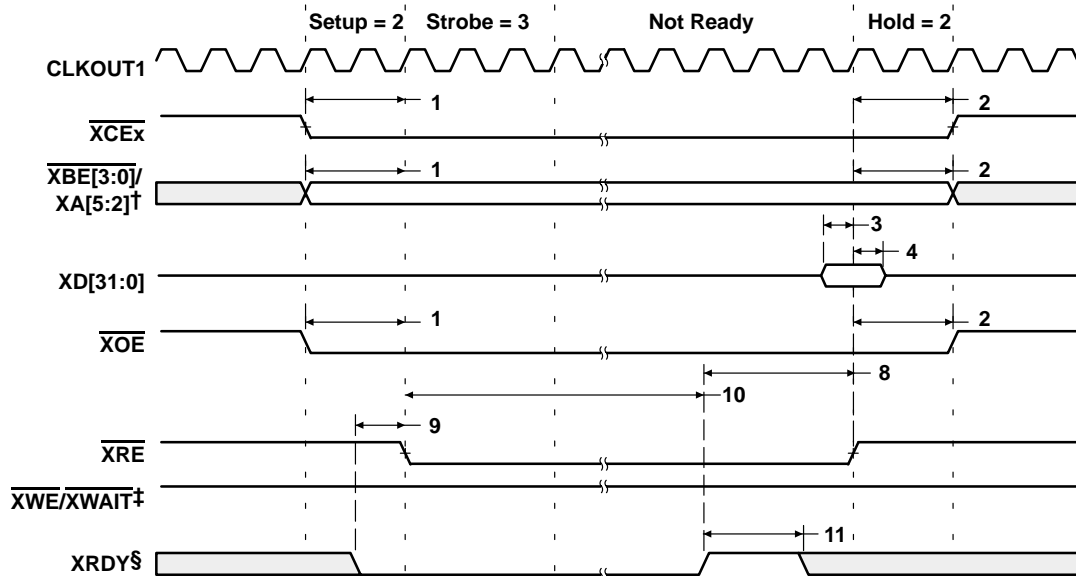 Setup = 2 Strobe = 3 Not Ready Hold = 2
CLKOUT1
1 2
XCEx
XBE[3:0]/
XA[5:2]†
1 2
3
4
XD[31:0]
1 2
XOE
8
10
9
XRE
XWE/XWAIT‡
11
XRDY§